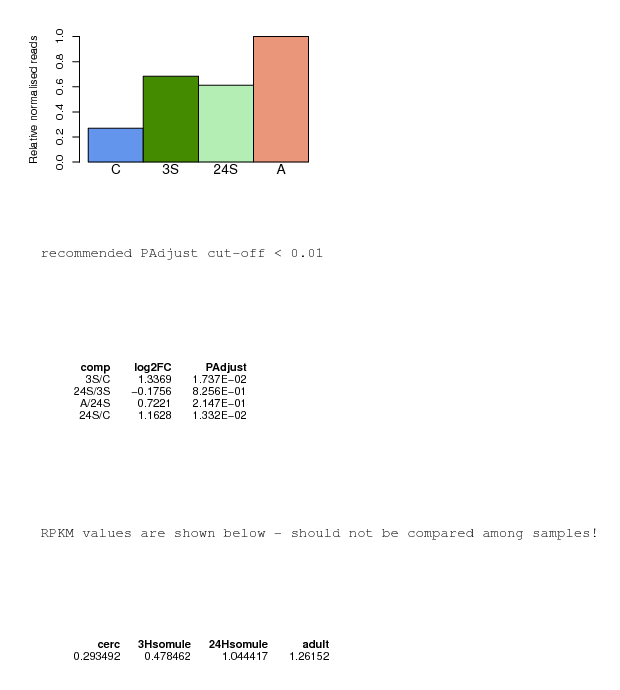 Relative normalised reads
1.0
0.8
0.6
0.4
0.2
0.0
C 3S 24S A
recommended PAdjust cut-off < 0.01
comp log2FC PAdjust
3S/C 1.3369 1.737E−02
24S/3S −0.1756 8.256E−01
A/24S 0.7221 2.147E−01
24S/C 1.1628 1.332E−02
RPKM values are shown below - should not be compared among samples!
cerc 3Hsomule 24Hsomule adult
0.293492 0.478462 1.044417 1.26152